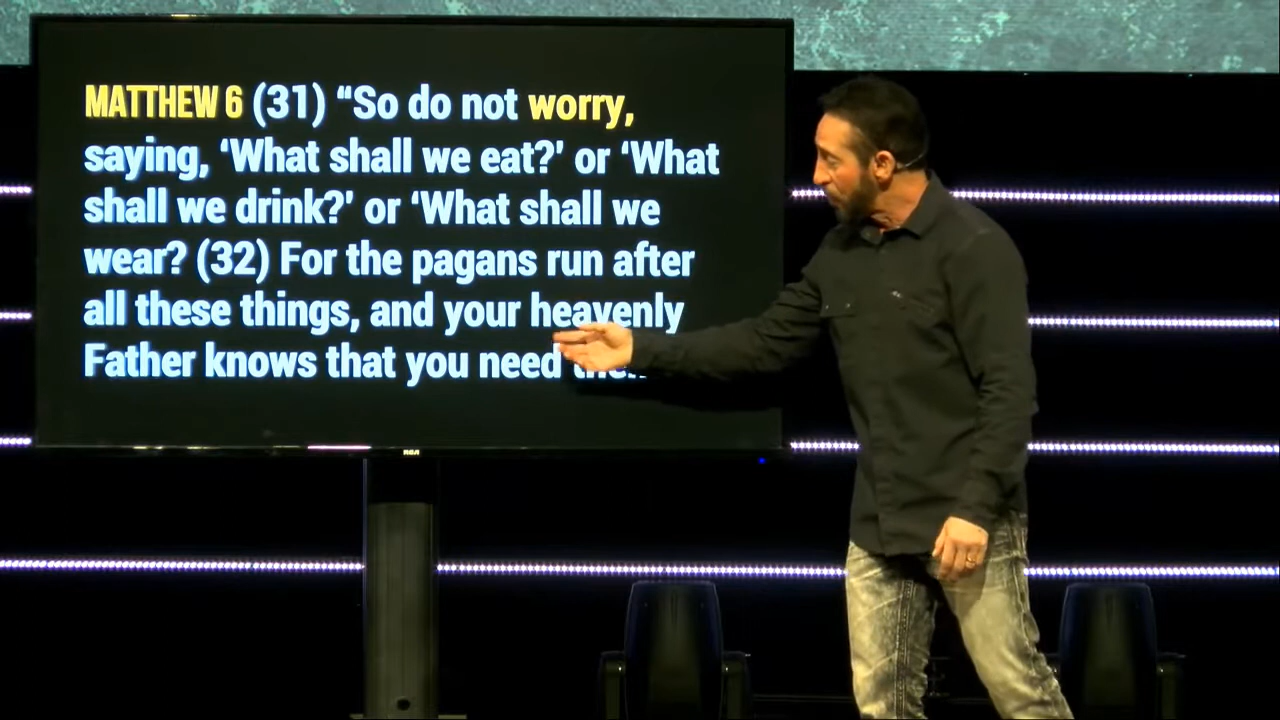 MATTHEW 6 (31) “So do not worry,
saying, ‘What shall we eat?’ or ‘What
shall we drink?’ or ‘What shall we
wear? (32) For the pagans run after
all these things, and your heavenly
Father knows that you need
RCA